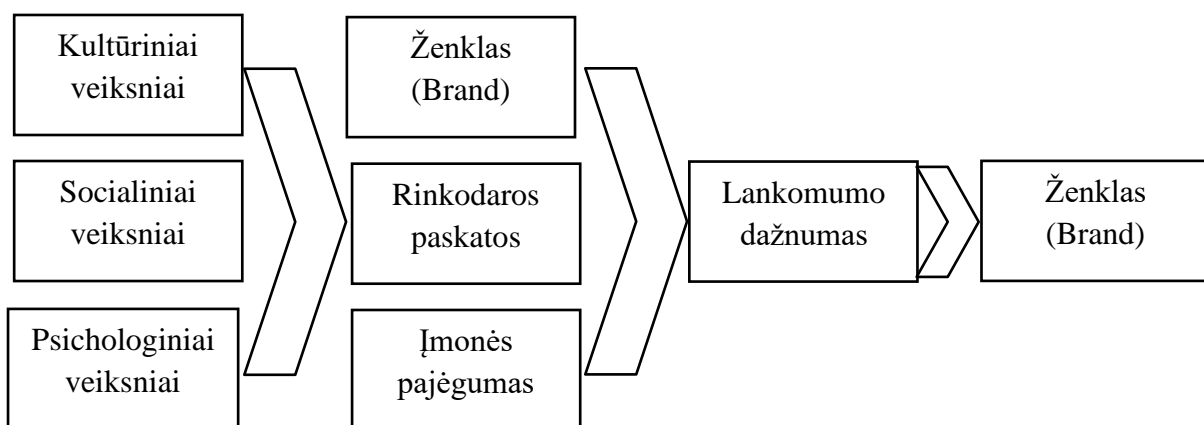 Kultūriniai
veiksniai
Ženklas
(Brand)
Socialiniai
veiksniai
Rinkodaros
paskatos
Lankomumo
dažnumas
Ženklas
(Brand)
Psichologiniai
veiksniai
Įmonės
pajėgumas